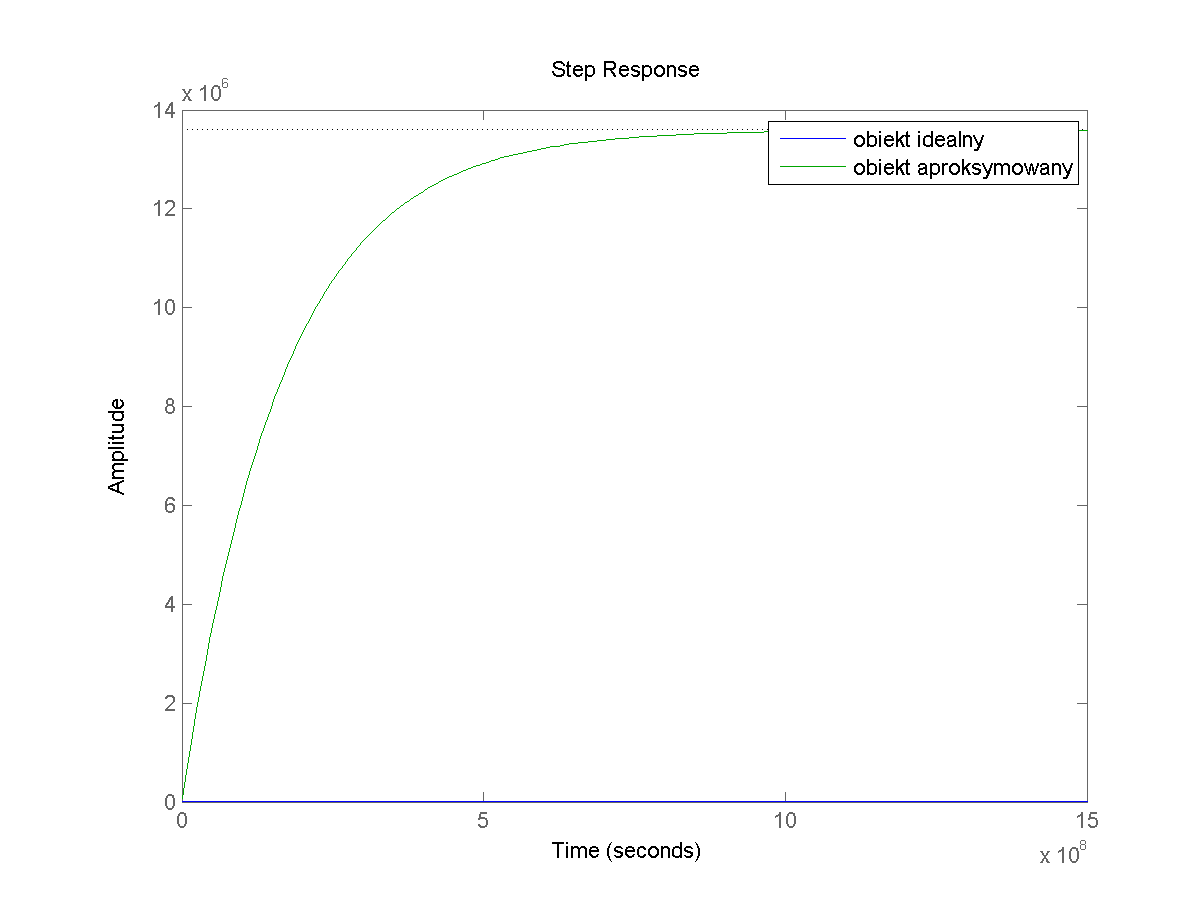 Step Response
x 10^6
14
12
10
8
6
4
2
0
Amplitude
obiekt idealny
obiekt aproksymowany
0 5 10 15
Time (seconds)
x 10^8